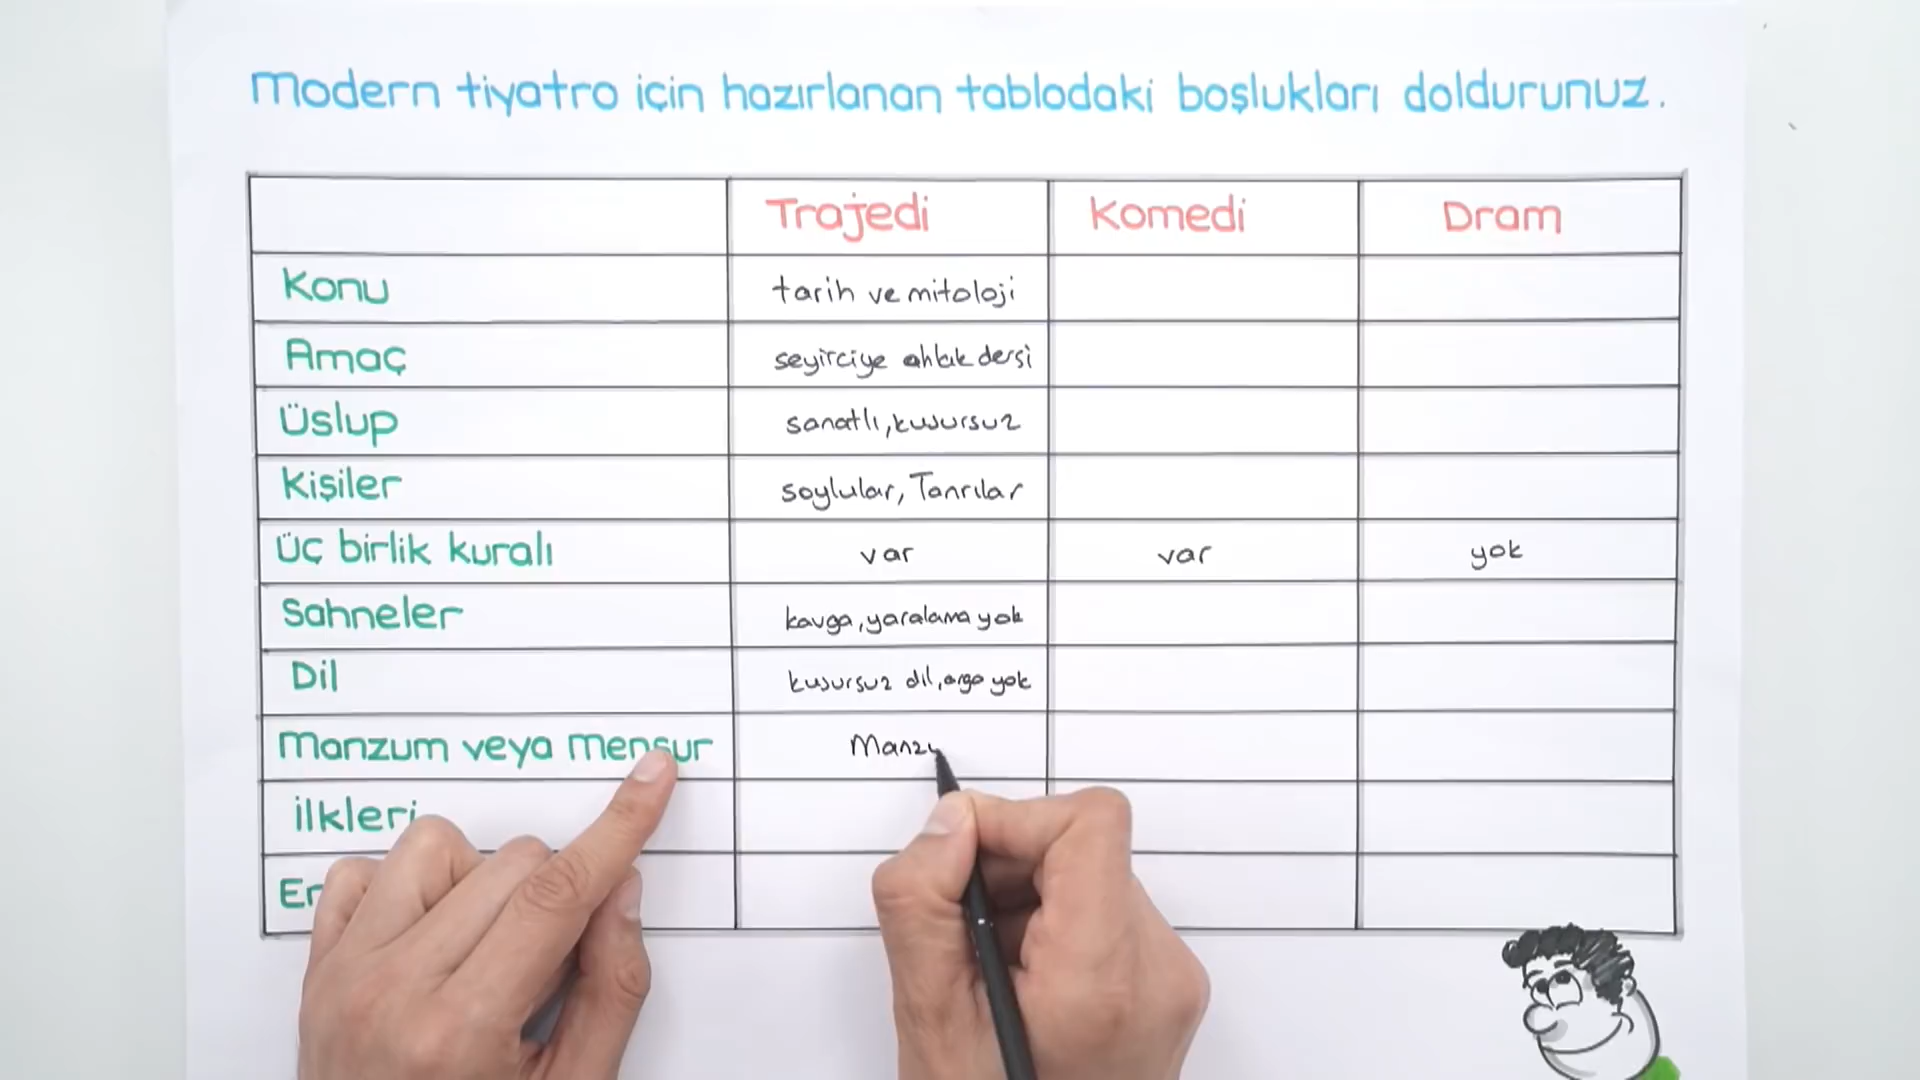 Modern tiyatro için hazırlanan tablodaki boşlukları doldurunuz.
Trajedi Komedi Dram
Konu tarih ve mitoloji
Amaç seyirciye ahlak dersi
Üslup sanatlı, kusursuz
Kişiler soylular, Tanrılar
Üç birlik kuralı var var yok
Sahneler kavga, yaralama yok
Dil kusursuz dil, argo yok
Manzum veya Mensur Manzu
İlkleri